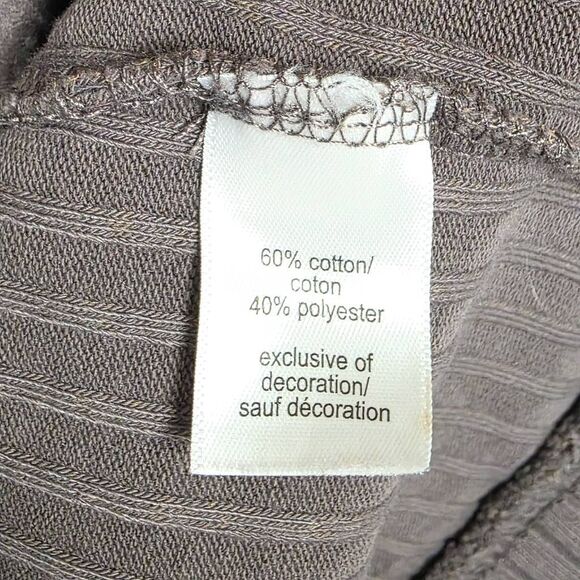 60% cotton/
coton
40% polyester
exclusive of
decoration/
sauf décoration